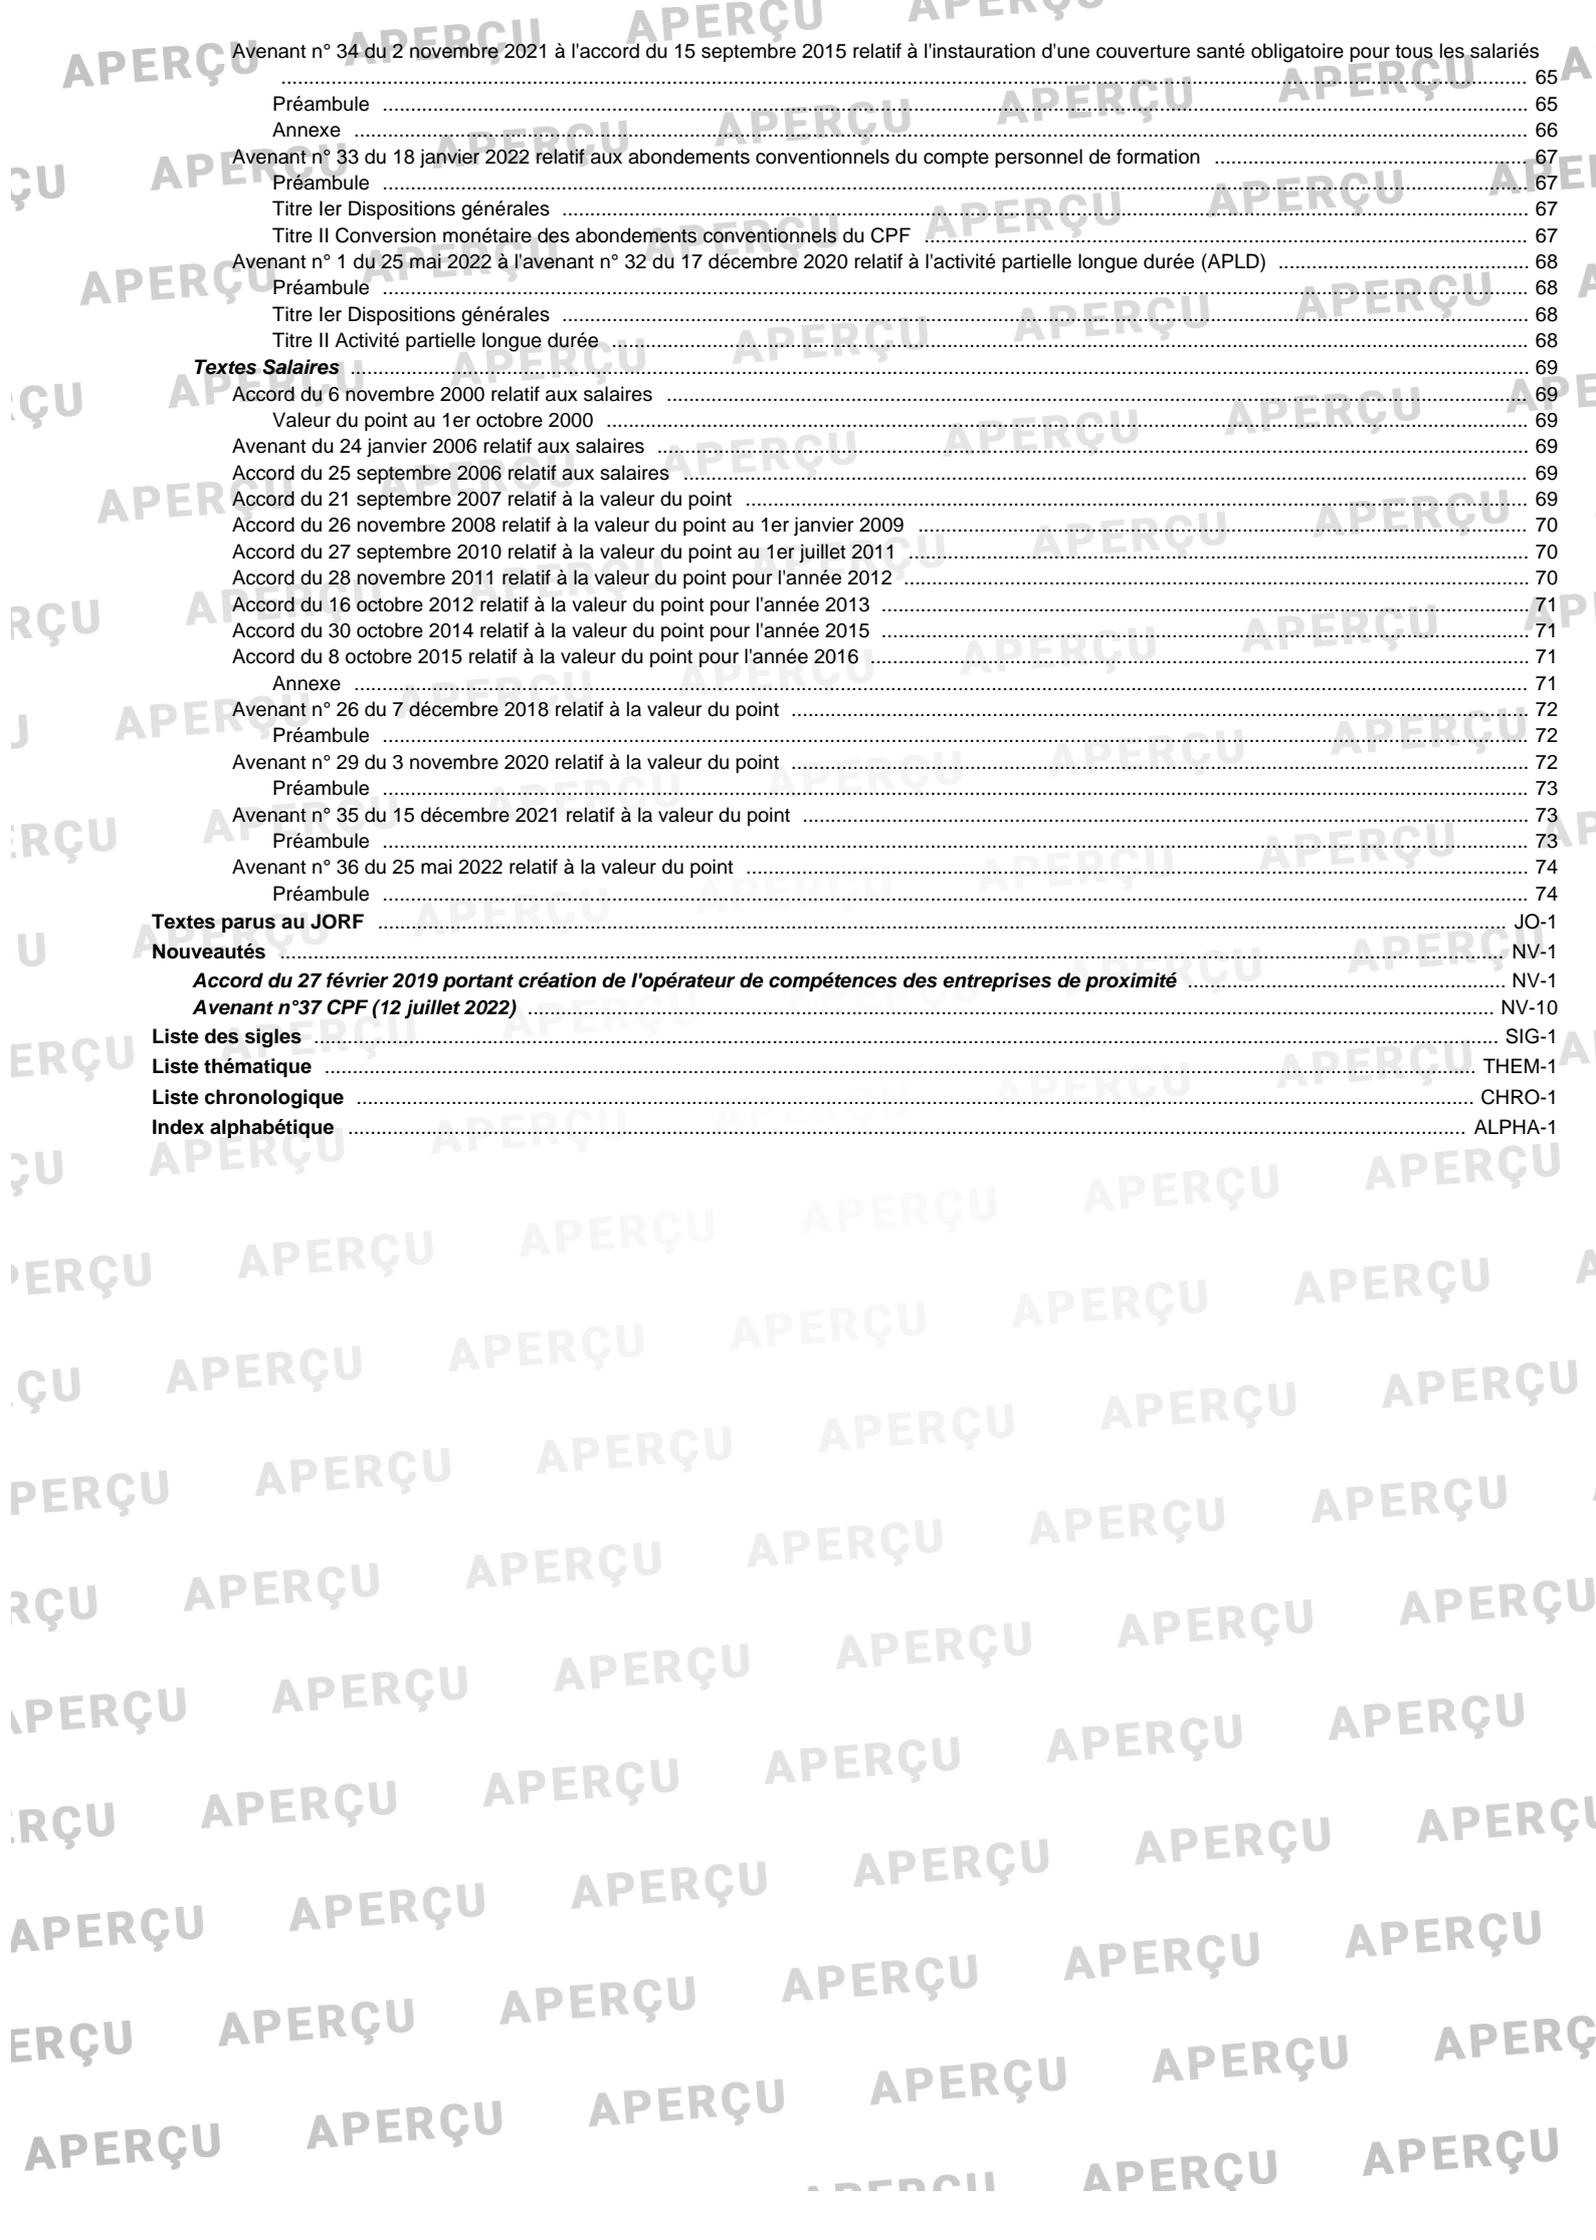 Avenant n° 34 du 2 novembre 2021 à l'accord du 15 septembre 2015 relatif à l'instauration d'une couverture santé obligatoire pour tous les salariés
65
Préambule 65
Annexe 66
Avenant n° 33 du 18 janvier 2022 relatif aux abondements conventionnels du compte personnel de formation 67
Préambule 67
Titre Ier Dispositions générales 67
Titre II Conversion monétaire des abondements conventionnels du CPF 67
Avenant n° 1 du 25 mai 2022 à l'avenant n° 32 du 17 décembre 2020 relatif à l'activité partielle longue durée (APLD) 68
Préambule 68
Titre Ier Dispositions générales 68
Titre II Activité partielle longue durée 68
Textes Salaires 69
Accord du 6 novembre 2000 relatif aux salaires 69
Valeur du point au 1er octobre 2000 69
Avenant du 24 janvier 2006 relatif aux salaires 69
Accord du 25 septembre 2006 relatif aux salaires 69
Accord du 21 septembre 2007 relatif à la valeur du point 69
Accord du 26 novembre 2008 relatif à la valeur du point au 1er janvier 2009 70
Accord du 27 septembre 2010 relatif à la valeur du point au 1er juillet 2011 70
Accord du 28 novembre 2011 relatif à la valeur du point pour l'année 2012 70
Accord du 16 octobre 2012 relatif à la valeur du point pour l'année 2013 71
Accord du 30 octobre 2014 relatif à la valeur du point pour l'année 2015 71
Accord du 8 octobre 2015 relatif à la valeur du point pour l'année 2016 71
Annexe 71
Avenant n° 26 du 7 décembre 2018 relatif à la valeur du point 72
Préambule 72
Avenant n° 29 du 3 novembre 2020 relatif à la valeur du point 72
Préambule 73
Avenant n° 35 du 15 décembre 2021 relatif à la valeur du point 73
Préambule 73
Avenant n° 36 du 25 mai 2022 relatif à la valeur du point 74
Préambule 74
Textes parus au JORF JO-1
Nouveautés NV-1
Accord du 27 février 2019 portant création de l'opérateur de compétences des entreprises de proximité NV-1
Avenant n°37 CPF (12 juillet 2022) NV-10
Liste des sigles SIG-1
Liste thématique THEM-1
Liste chronologique CHRO-1
Index alphabétique ALPHA-1
APERÇU